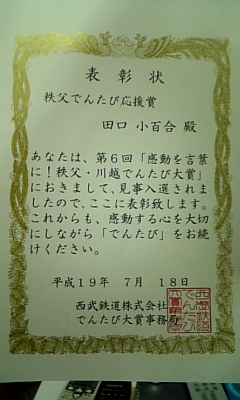 表彰状
秩父でんたび応援賞
田口 小百合 殿
あなたは、第6回「感動を言葉
に!秩父・川越でんたび大賞」
におきまして、見事入選されま
したので、ここに表彰致します。
これからも、感動する心を大切
にしながら「でんたび」をお続
けください。
平成19年 7月 18日
西武鉄道株式会社
でんたび大賞事務局